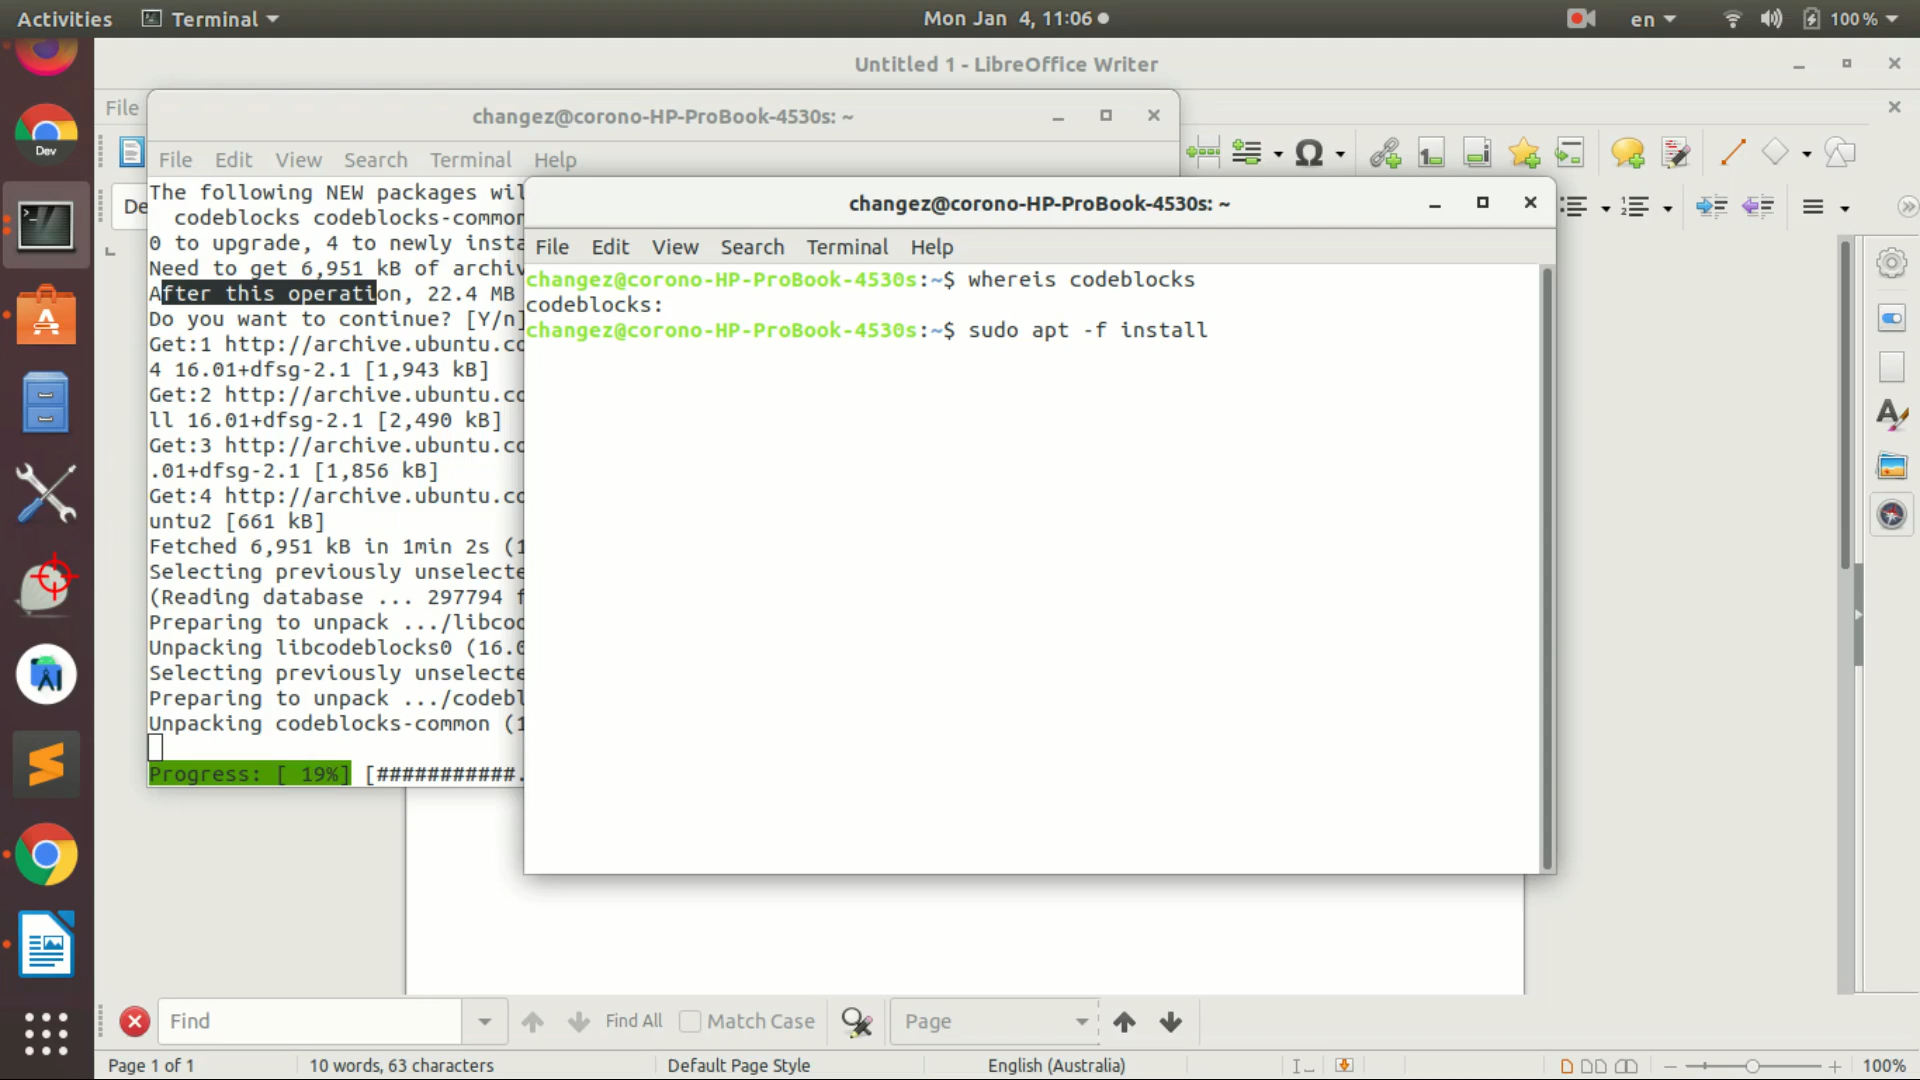 Activities
Terminal
Mon Jan 4, 11:06
en
100 %
Untitled 1 - LibreOffice Writer
File
changez@corono-HP-ProBook-4530s: ~
File Edit View Search Terminal Help
The following NEW packages wil
codeblocks codeblocks-common
0 to upgrade, 4 to newly insta
Need to get 6,951 kB of archiv
After this operation, 22.4 MB
Do you want to continue? [Y/n]
Get:1 http://archive.ubuntu.co
4 16.01+dfsg-2.1 [1,943 kB]
Get:2 http://archive.ubuntu.co
ll 16.01+dfsg-2.1 [2,490 kB]
Get:3 http://archive.ubuntu.co
.01+dfsg-2.1 [1,856 kB]
Get:4 http://archive.ubuntu.co
untu2 [661 kB]
Fetched 6,951 kB in 1min 2s (1
Selecting previously unselecte
(Reading database ... 297794 f
Preparing to unpack .../libcod
Unpacking libcodeblocks0 (16.0
Selecting previously unselecte
Preparing to unpack .../codebl
Unpacking codeblocks-common (1
Progress: [ 19%] [###########.
De
changez@corono-HP-ProBook-4530s: ~
File Edit View Search Terminal Help
changez@corono-HP-ProBook-4530s:~$ whereis codeblocks
codeblocks:
changez@corono-HP-ProBook-4530s:~$ sudo apt -f install
Dev
Find
Find All
Match Case
Page
Page 1 of 1
10 words, 63 characters
Default Page Style
English (Australia)
100%